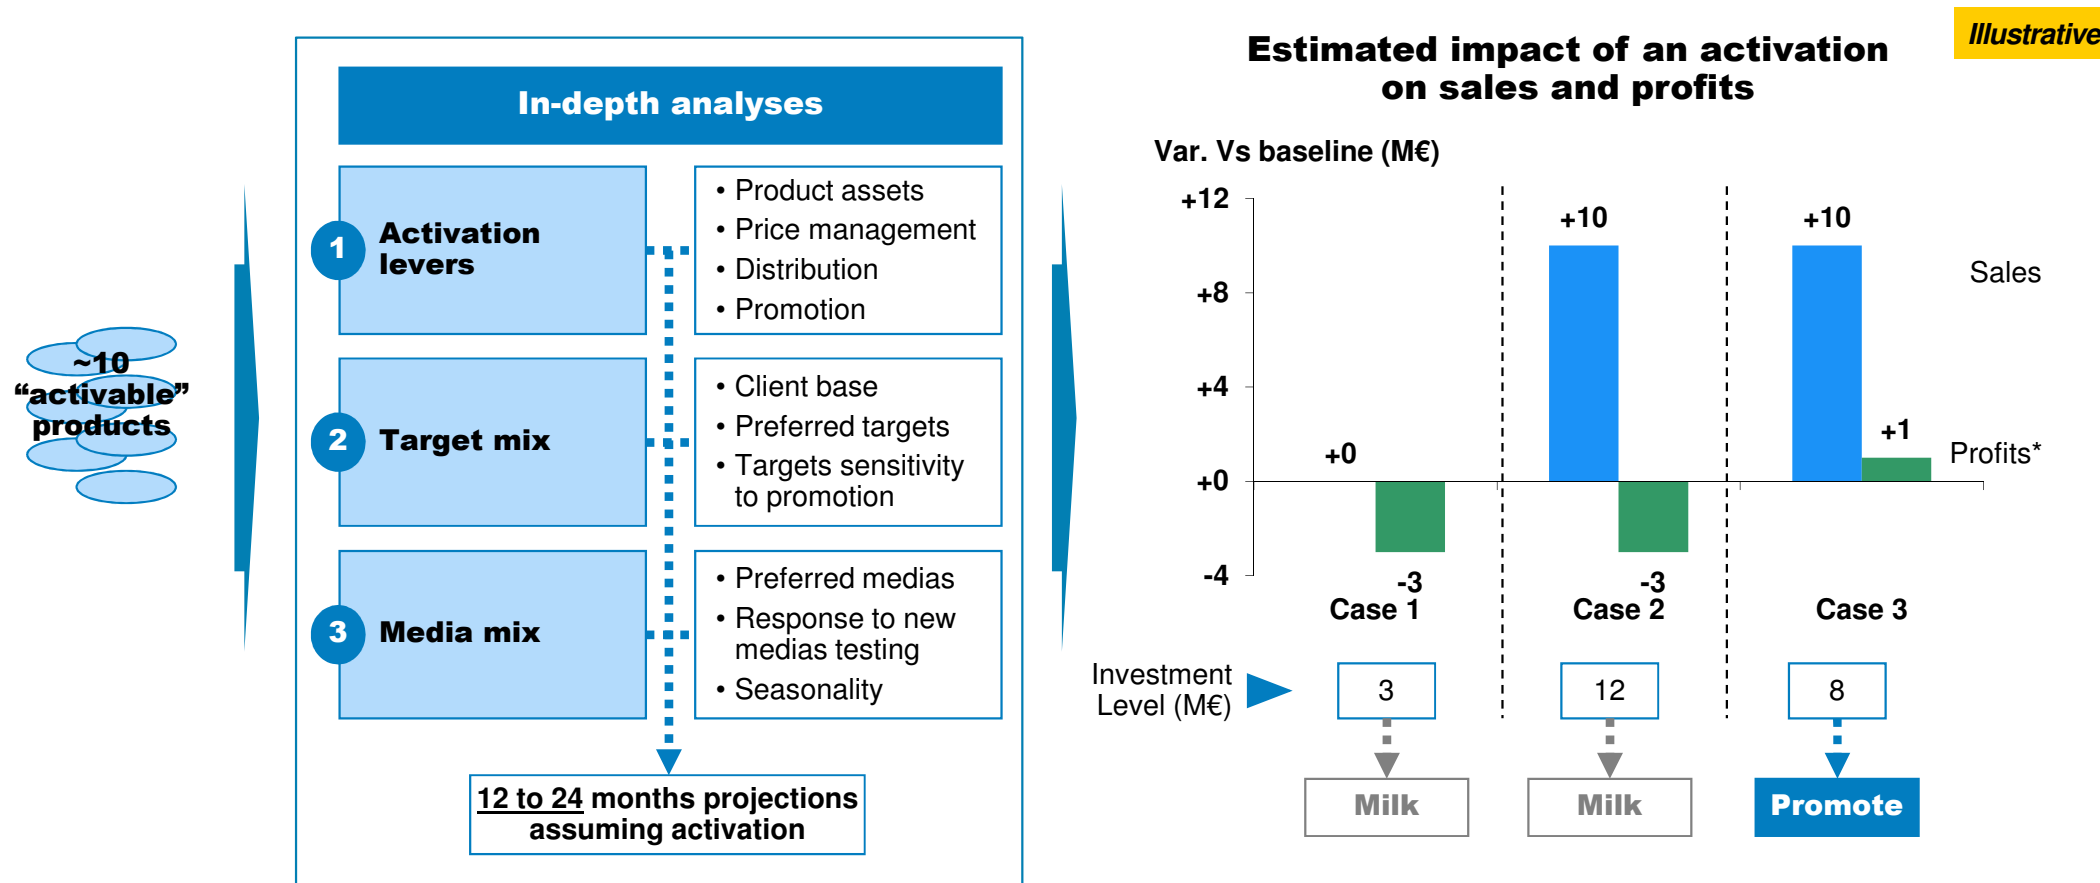 Illustrative
Estimated impact of an activation
on sales and profits
In-depth analyses
~10
“activable”
products
1
Activation
levers
• Product assets
• Price management
• Distribution
• Promotion
2
Target mix
• Client base
• Preferred targets
• Targets sensitivity
to promotion
3
Media mix
• Preferred medias
• Response to new
medias testing
• Seasonality
12 to 24 months projections
assuming activation
Var. Vs baseline (M€)
+12
+8
+4
+0
-4
+0
-3
+10
-3
+10
+1
Sales
Profits*
Case 1
Case 2
Case 3
Investment
Level (M€)
3
12
8
Milk
Milk
Promote